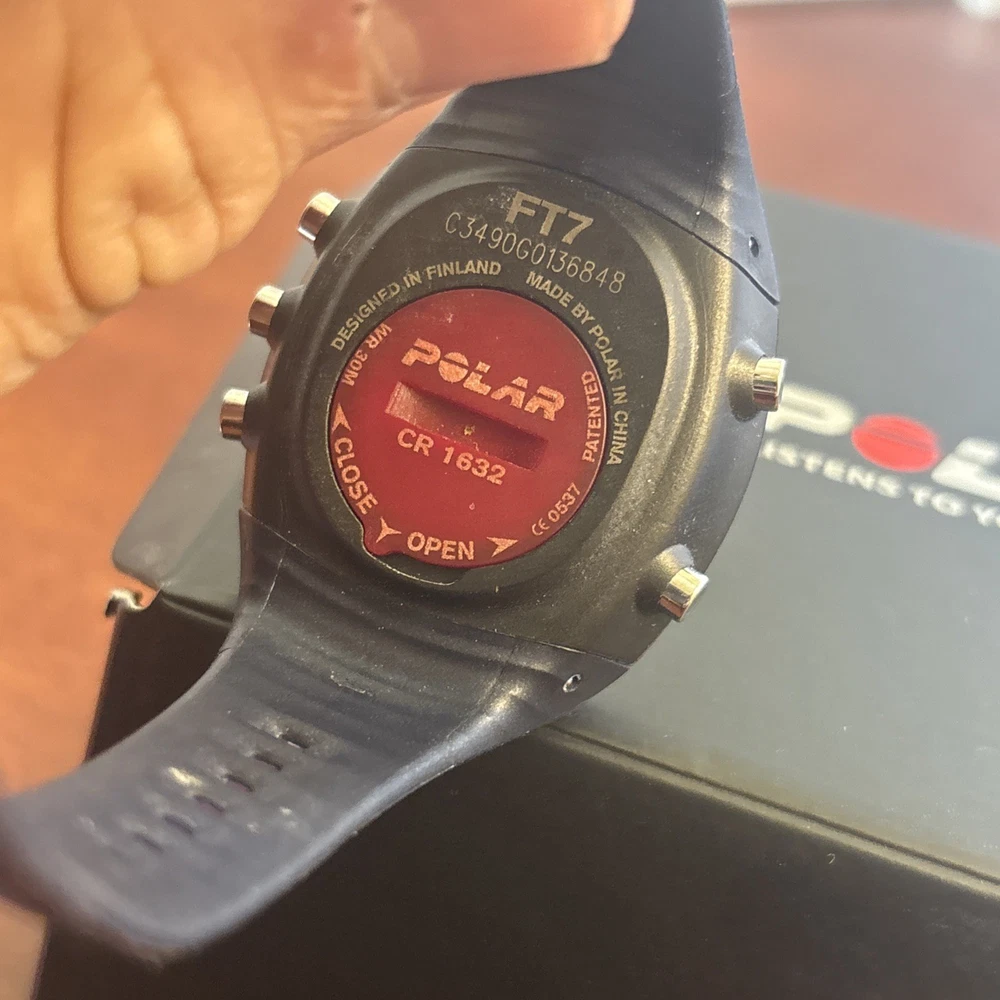 FT7
C3490G0136848
DESIGNED IN FINLAND
MADE BY POLAR IN CHINA
WR 30M
POLAR
CR 1632
PATENTED
CE 0537
CLOSE
OPEN
LISTENS TO